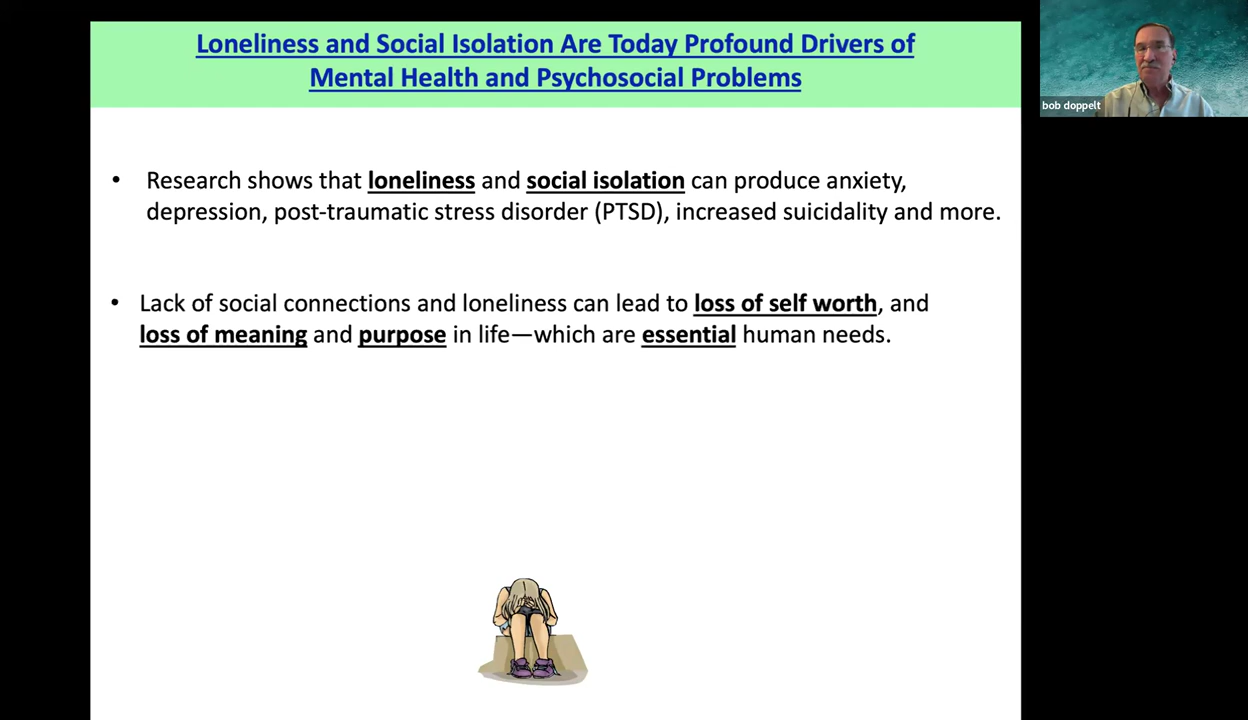 Loneliness and Social Isolation Are Today Profound Drivers of
Mental Health and Psychosocial Problems
bob doppelt
• Research shows that loneliness and social isolation can produce anxiety,
depression, post-traumatic stress disorder (PTSD), increased suicidality and more.
• Lack of social connections and loneliness can lead to loss of self worth, and
loss of meaning and purpose in life—which are essential human needs.